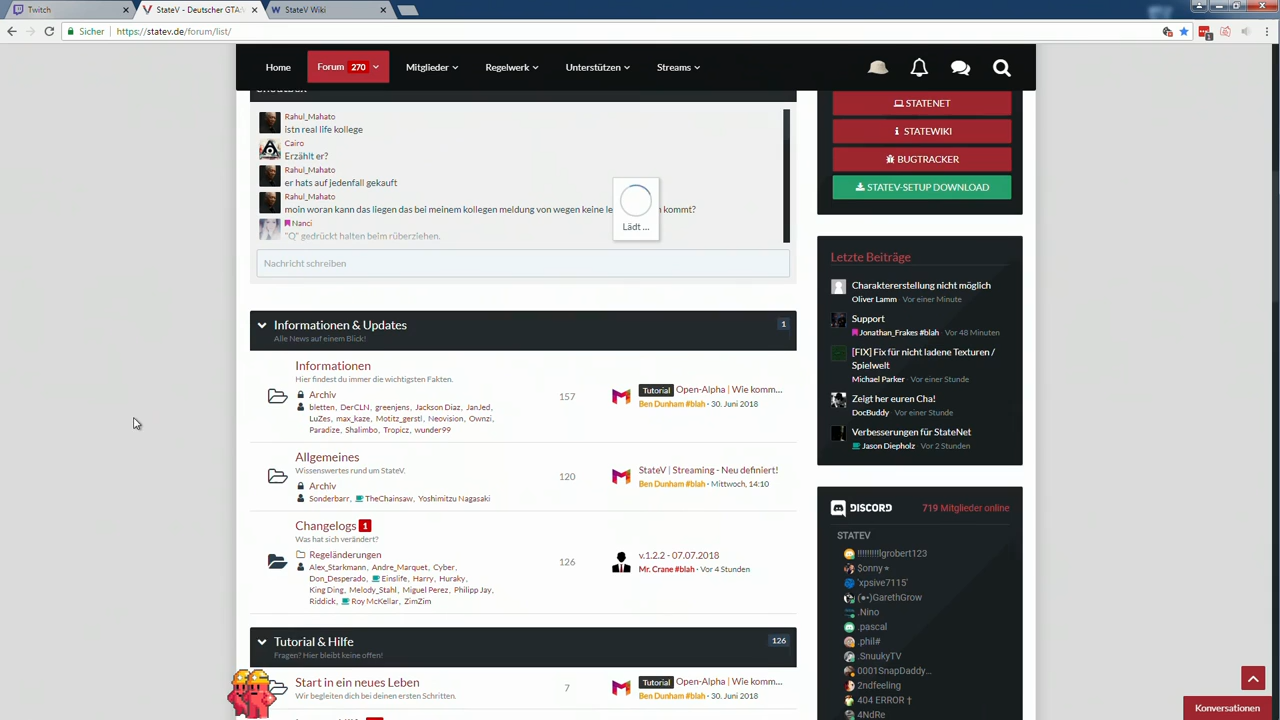 Twitch
StateV - Deutscher GTA5
StateV Wiki
Sicher
https://statev.de/forum/list/
Home
Forum 270
Mitglieder
Regelwerk
Unterstützen
Streams
Rahul_Mahato
istn real life kollege
Cairo
Erzählt er?
Rahul_Mahato
er hats auf jedenfall gekauft
Rahul_Mahato
moin woran kann das liegen das bei meinem kollegen meldung von wegen keine le kommt?
Nanci
"Q" gedrückt halten beim rüberziehen.
Lädt ...
Nachricht schreiben
Informationen & Updates
1
Alle News auf einem Blick!
Informationen
Hier findest du immer die wichtigsten Fakten.
Archiv
bletten, DerCLN, greenjens, Jackson Diaz, JanJed,
LuZes, max_kaze, Motitz_gerstl, Neovision, Ownzi,
Paradize, Shalimbo, Tropicz, wunder99
157
Tutorial Open-Alpha | Wie komm...
Ben Dunham #blah · 30. Juni 2018
Allgemeines
Wissenswertes rund um StateV.
Archiv
Sonderbarr, TheChainsaw, Yoshimitzu Nagasaki
120
StateV | Streaming - Neu definiert!
Ben Dunham #blah · Mittwoch, 14:10
Changelogs 1
Was hat sich verändert?
Regeländerungen
Alex_Starkmann, Andre_Marquet, Cyber,
Don_Desperado, Einslife, Harry, Huraky,
King Ding, Melody_Stahl, Miguel Perez, Philipp Jay,
Riddick, Roy McKellar, ZimZim
126
v.1.2.2 - 07.07.2018
Mr. Crane #blah · Vor 4 Stunden
Tutorial & Hilfe
126
Fragen? Hier bleibt keine offen!
Start in ein neues Leben
Wir begleiten dich bei deinen ersten Schritten.
7
Tutorial Open-Alpha | Wie komm...
Ben Dunham #blah · 30. Juni 2018
STATENET
STATEWIKI
BUGTRACKER
STATEV-SETUP DOWNLOAD
Letzte Beiträge
Charaktererstellung nicht möglich
Oliver Lamm Vor einer Minute
Support
Jonathan_Frakes #blah Vor 48 Minuten
[FIX] Fix für nicht ladene Texturen /
Spielwelt
Michael Parker Vor einer Stunde
Zeigt her euren Cha!
DocBuddy Vor einer Stunde
Verbesserungen für StateNet
Jason Diepholz Vor 2 Stunden
DISCORD
719 Mitglieder online
STATEV
!!!!!!!!!lgrobert123
$onny⋆
'xpsive7115'
(●•)GarethGrow
.Nino
.pascal
.phil#
.SnuukyTV
0001SnapDaddy...
2ndfeeling
404 ERROR †
4NdRe
Konversationen